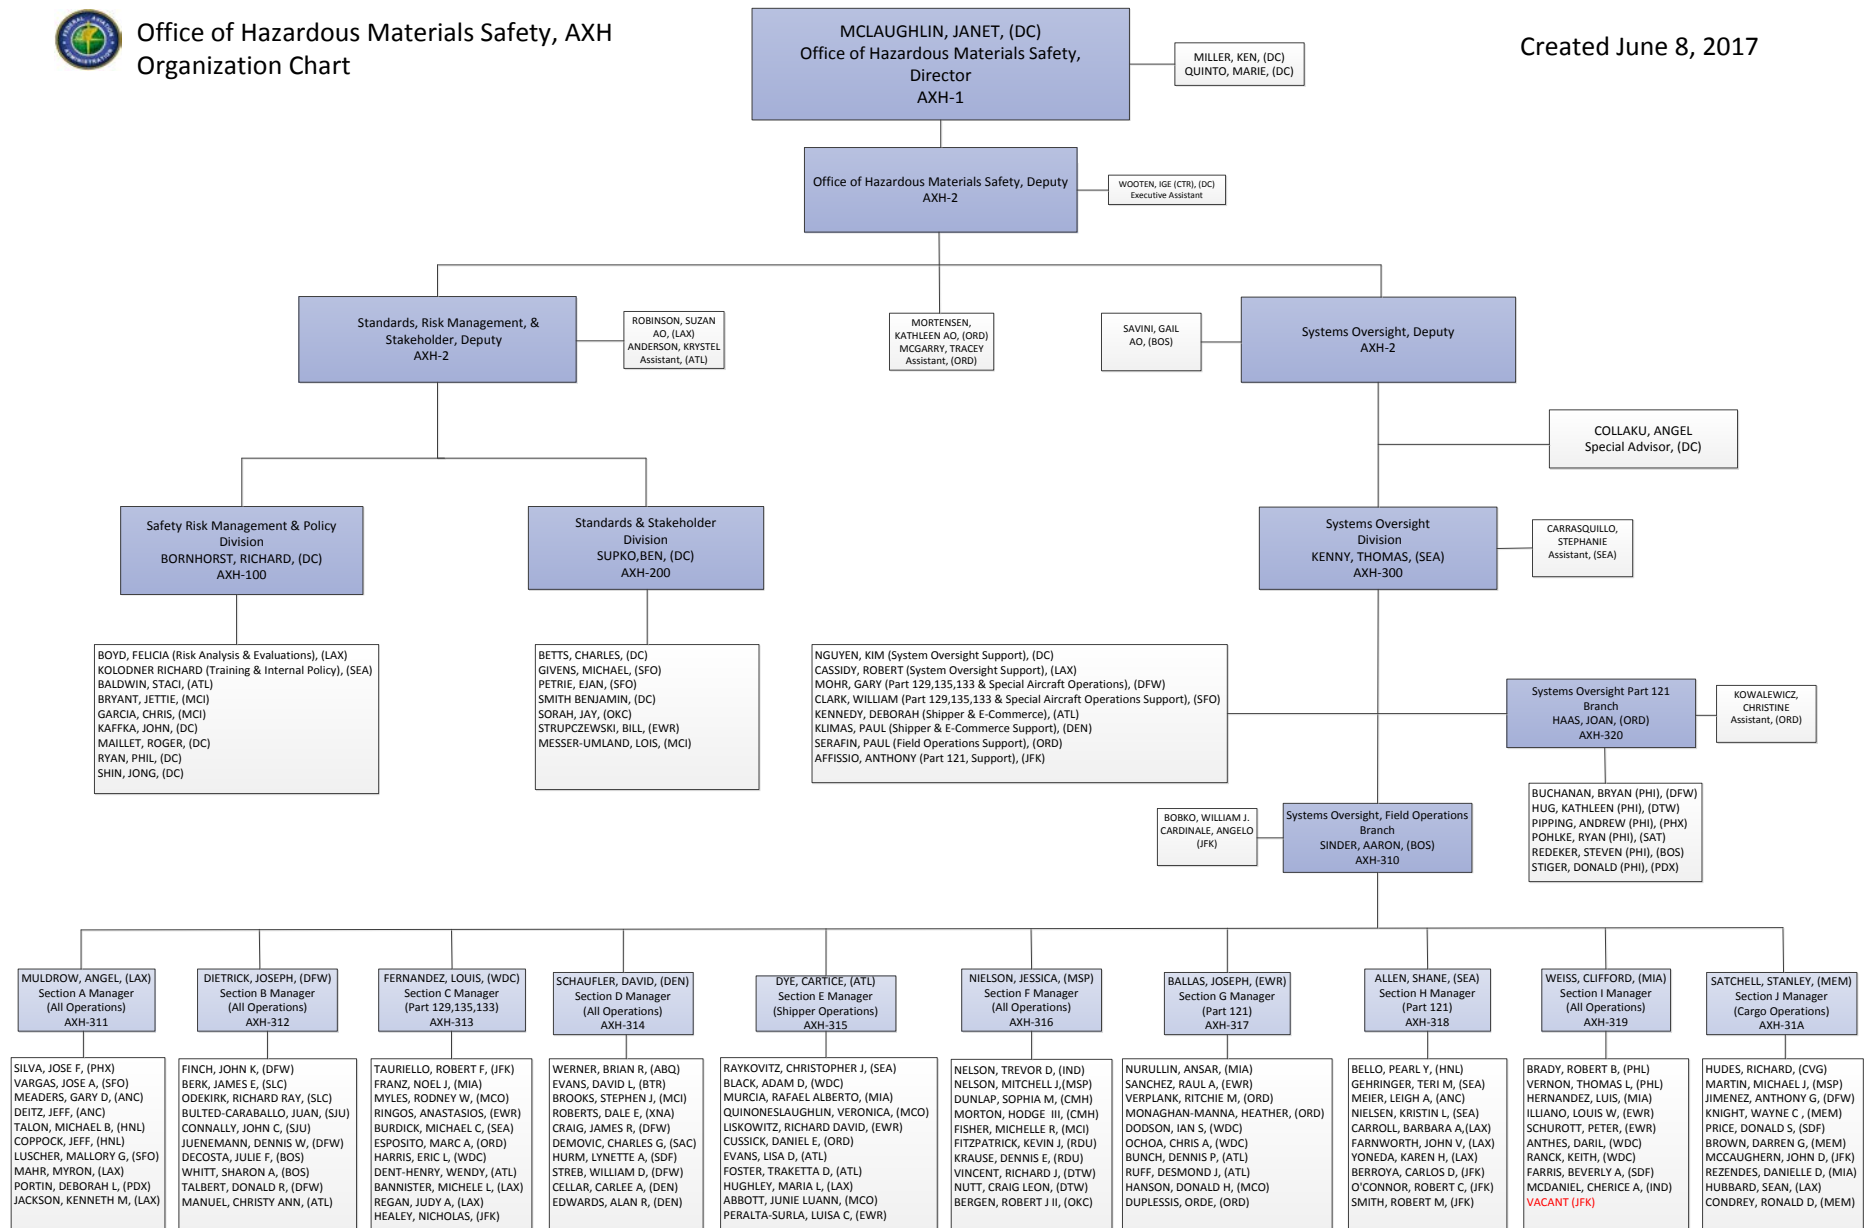 Office of Hazardous Materials Safety, AXH
Organization Chart
Created June 8, 2017
MCLAUGHLIN, JANET, (DC)
Office of Hazardous Materials Safety,
Director
AXH-1
MILLER, KEN, (DC)
QUINTO, MARIE, (DC)
Office of Hazardous Materials Safety, Deputy
AXH-2
WOOTEN, IGE (CTR), (DC)
Executive Assistant
Standards, Risk Management, &
Stakeholder, Deputy
AXH-2
ROBINSON, SUZAN
AO, (LAX)
ANDERSON, KRYSTEL
Assistant, (ATL)
MORTENSEN,
KATHLEEN AO, (ORD)
MCGARRY, TRACEY
Assistant, (ORD)
SAVINI, GAIL
AO, (BOS)
Systems Oversight, Deputy
AXH-2
COLLAKU, ANGEL
Special Advisor, (DC)
Safety Risk Management & Policy
Division
BORNHORST, RICHARD, (DC)
AXH-100
Standards & Stakeholder
Division
SUPKO,BEN, (DC)
AXH-200
Systems Oversight
Division
KENNY, THOMAS, (SEA)
AXH-300
CARRASQUILLO,
STEPHANIE
Assistant, (SEA)
BOYD, FELICIA (Risk Analysis & Evaluations), (LAX)
KOLODNER RICHARD (Training & Internal Policy), (SEA)
BALDWIN, STACI, (ATL)
BRYANT, JETTIE, (MCI)
GARCIA, CHRIS, (MCI)
KAFFKA, JOHN, (DC)
MAILLET, ROGER, (DC)
RYAN, PHIL, (DC)
SHIN, JONG, (DC)
BETTS, CHARLES, (DC)
GIVENS, MICHAEL, (SFO)
PETRIE, EJAN, (SFO)
SMITH BENJAMIN, (DC)
SORAH, JAY, (OKC)
STRUPCZEWSKI, BILL, (EWR)
MESSER-UMLAND, LOIS, (MCI)
NGUYEN, KIM (System Oversight Support), (DC)
CASSIDY, ROBERT (System Oversight Support), (LAX)
MOHR, GARY (Part 129,135,133 & Special Aircraft Operations), (DFW)
CLARK, WILLIAM (Part 129,135,133 & Special Aircraft Operations Support), (SFO)
KENNEDY, DEBORAH (Shipper & E-Commerce), (ATL)
KLIMAS, PAUL (Shipper & E-Commerce Support), (DEN)
SERAFIN, PAUL (Field Operations Support), (ORD)
AFFISSIO, ANTHONY (Part 121, Support), (JFK)
Systems Oversight Part 121
Branch
HAAS, JOAN, (ORD)
AXH-320
KOWALEWICZ,
CHRISTINE
Assistant, (ORD)
BUCHANAN, BRYAN (PHI), (DFW)
HUG, KATHLEEN (PHI), (DTW)
PIPPING, ANDREW (PHI), (PHX)
POHLKE, RYAN (PHI), (SAT)
REDEKER, STEVEN (PHI), (BOS)
STIGER, DONALD (PHI), (PDX)
BOBKO, WILLIAM J.
CARDINALE, ANGELO
(JFK)
Systems Oversight, Field Operations
Branch
SINDER, AARON, (BOS)
AXH-310
MULDROW, ANGEL, (LAX)
Section A Manager
(All Operations)
AXH-311
DIETRICK, JOSEPH, (DFW)
Section B Manager
(All Operations)
AXH-312
FERNANDEZ, LOUIS, (WDC)
Section C Manager
(Part 129,135,133)
AXH-313
SCHAUFLER, DAVID, (DEN)
Section D Manager
(All Operations)
AXH-314
DYE, CARTICE, (ATL)
Section E Manager
(Shipper Operations)
AXH-315
NIELSON, JESSICA, (MSP)
Section F Manager
(All Operations)
AXH-316
BALLAS, JOSEPH, (EWR)
Section G Manager
(Part 121)
AXH-317
ALLEN, SHANE, (SEA)
Section H Manager
(Part 121)
AXH-318
WEISS, CLIFFORD, (MIA)
Section I Manager
(All Operations)
AXH-319
SATCHELL, STANLEY, (MEM)
Section J Manager
(Cargo Operations)
AXH-31A
SILVA, JOSE F, (PHX)
VARGAS, JOSE A, (SFO)
MEADERS, GARY D, (ANC)
DEITZ, JEFF, (ANC)
TALON, MICHAEL B, (HNL)
COPPOCK, JEFF, (HNL)
LUSCHER, MALLORY G, (SFO)
MAHR, MYRON, (LAX)
PORTIN, DEBORAH L, (PDX)
JACKSON, KENNETH M, (LAX)
FINCH, JOHN K, (DFW)
BERK, JAMES E, (SLC)
ODEKIRK, RICHARD RAY, (SLC)
BULTED-CARABALLO, JUAN, (SJU)
CONNALLY, JOHN C, (SJU)
JUENEMANN, DENNIS W, (DFW)
DECOSTA, JULIE F, (BOS)
WHITT, SHARON A, (BOS)
TALBERT, DONALD R, (DFW)
MANUEL, CHRISTY ANN, (ATL)
TAURIELLO, ROBERT F, (JFK)
FRANZ, NOEL J, (MIA)
MYLES, RODNEY W, (MCO)
RINGOS, ANASTASIOS, (EWR)
BURDICK, MICHAEL C, (SEA)
ESPOSITO, MARC A, (ORD)
HARRIS, ERIC L, (WDC)
DENT-HENRY, WENDY, (ATL)
BANNISTER, MICHELE L, (LAX)
REGAN, JUDY A, (LAX)
HEALEY, NICHOLAS, (JFK)
WERNER, BRIAN R, (ABQ)
EVANS, DAVID L, (BTR)
BROOKS, STEPHEN J, (MCI)
ROBERTS, DALE E, (XNA)
CRAIG, JAMES R, (DFW)
DEMOVIC, CHARLES G, (SAC)
HURM, LYNETTE A, (SDF)
STREB, WILLIAM D, (DFW)
CELLAR, CARLEE A, (DEN)
EDWARDS, ALAN R, (DEN)
RAYKOVITZ, CHRISTOPHER J, (SEA)
BLACK, ADAM D, (WDC)
MURCIA, RAFAEL ALBERTO, (MIA)
QUINONESLAUGHLIN, VERONICA, (MCO)
LISKOWITZ, RICHARD DAVID, (EWR)
CUSSICK, DANIEL E, (ORD)
EVANS, LISA D, (ATL)
FOSTER, TRAKETTA D, (ATL)
HUGHLEY, MARIA L, (LAX)
ABBOTT, JUNIE LUANN, (MCO)
PERALTA-SURLA, LUISA C, (EWR)
NELSON, TREVOR D, (IND)
NELSON, MITCHELL J,(MSP)
DUNLAP, SOPHIA M, (CMH)
MORTON, HODGE III, (CMH)
FISHER, MICHELLE R, (MCI)
FITZPATRICK, KEVIN J, (RDU)
KRAUSE, DENNIS E, (RDU)
VINCENT, RICHARD J, (DTW)
NUTT, CRAIG LEON, (DTW)
BERGEN, ROBERT J II, (OKC)
NURULLIN, ANSAR, (MIA)
SANCHEZ, RAUL A, (EWR)
VERPLANK, RITCHIE M, (ORD)
MONAGHAN-MANNA, HEATHER, (ORD)
DODSON, IAN S, (WDC)
OCHOA, CHRIS A, (WDC)
BUNCH, DENNIS P, (ATL)
RUFF, DESMOND J, (ATL)
HANSON, DONALD H, (MCO)
DUPLESSIS, ORDE, (ORD)
BELLO, PEARL Y, (HNL)
GEHRINGER, TERI M, (SEA)
MEIER, LEIGH A, (ANC)
NIELSEN, KRISTIN L, (SEA)
CARROLL, BARBARA A,(LAX)
FARNWORTH, JOHN V, (LAX)
YONEDA, KAREN H, (LAX)
BERROYA, CARLOS D, (JFK)
O'CONNOR, ROBERT C, (JFK)
SMITH, ROBERT M, (JFK)
BRADY, ROBERT B, (PHL)
VERNON, THOMAS L, (PHL)
HERNANDEZ, LUIS, (MIA)
ILLIANO, LOUIS W, (EWR)
SCHUROTT, PETER, (EWR)
ANTHES, DARIL, (WDC)
RANCK, KEITH, (WDC)
FARRIS, BEVERLY A, (SDF)
MCDANIEL, CHERICE A, (IND)
VACANT (JFK)
HUDES, RICHARD, (CVG)
MARTIN, MICHAEL J, (MSP)
JIMENEZ, ANTHONY G, (DFW)
KNIGHT, WAYNE C , (MEM)
PRICE, DONALD S, (SDF)
BROWN, DARREN G, (MEM)
MCCAUGHERN, JOHN D, (JFK)
REZENDES, DANIELLE D, (MIA)
HUBBARD, SEAN, (LAX)
CONDREY, RONALD D, (MEM)